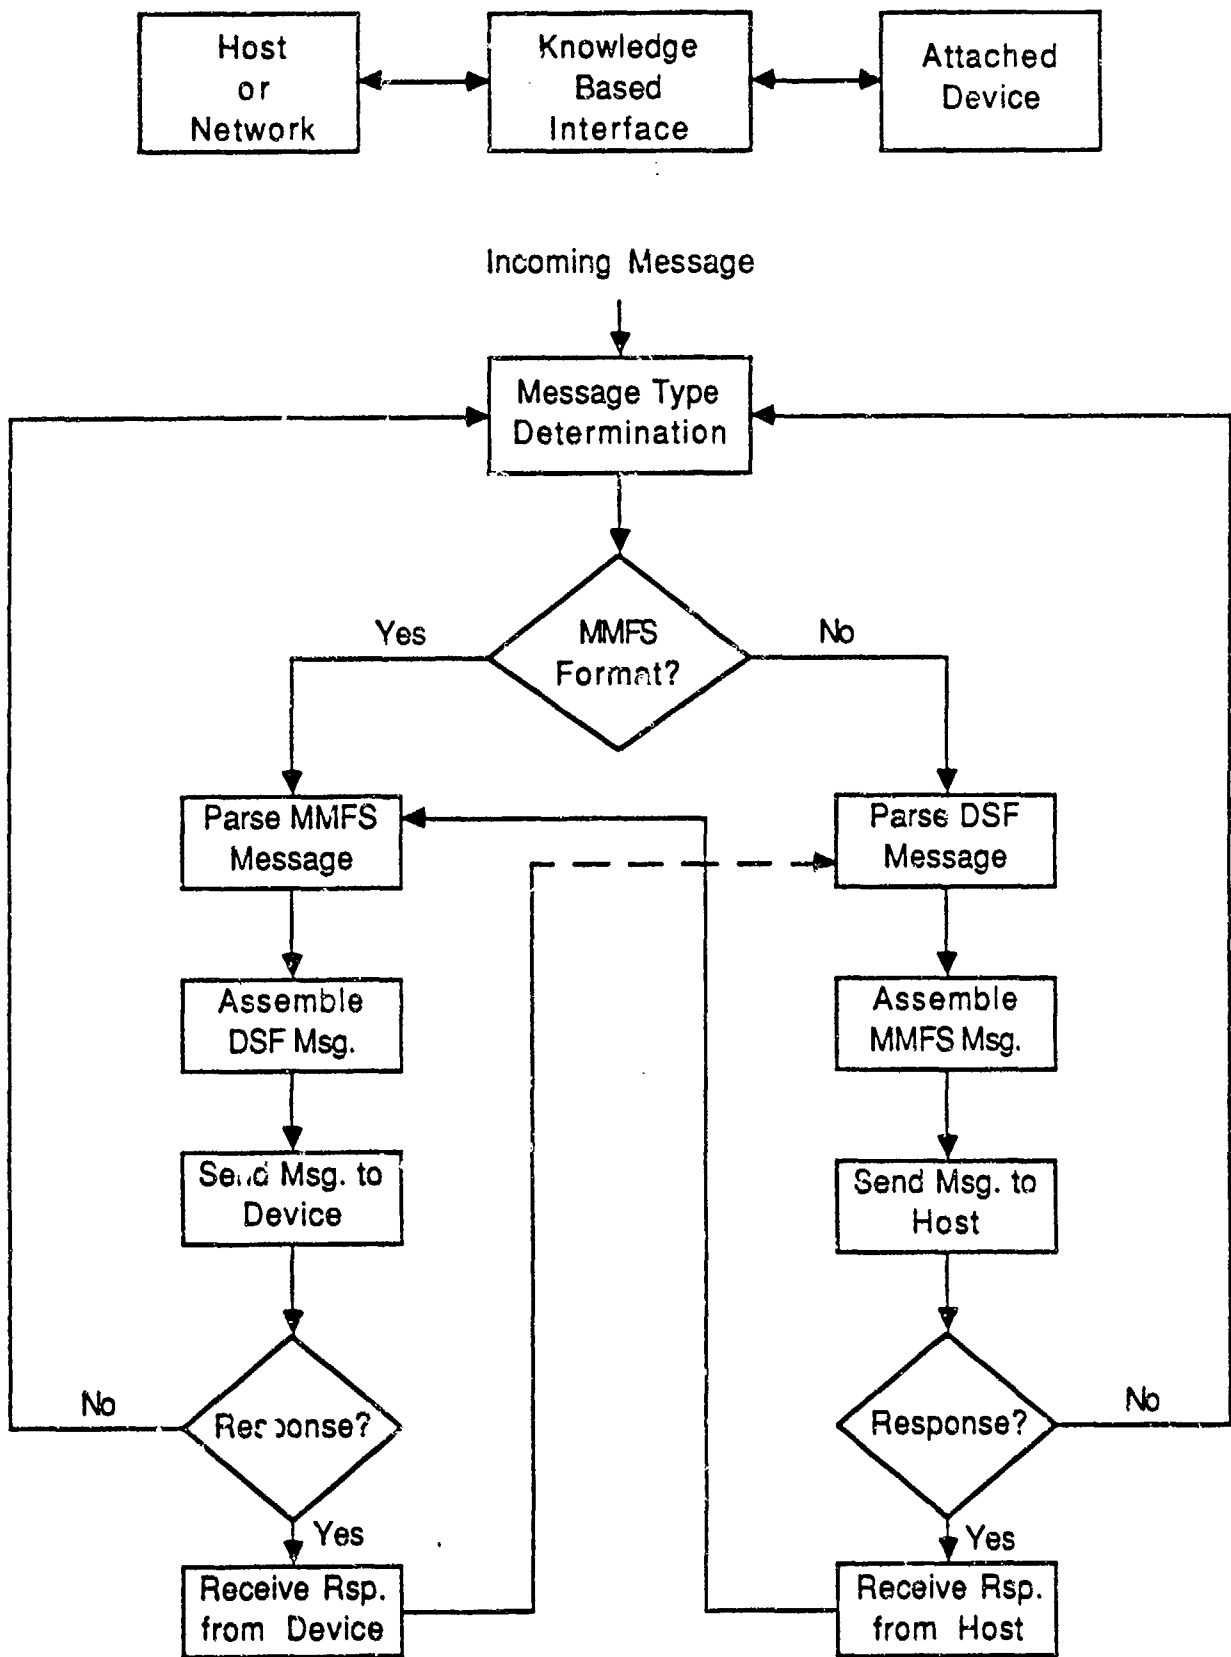 Host
or
Network
Knowledge
Based
Interface
Attached
Device
Incoming Message
Message Type
Determination
MMFS
Format?
Yes
No
Parse MMFS
Message
Parse DSF
Message
Assemble
DSF Msg.
Assemble
MMFS Msg.
Send Msg. to
Device
Send Msg. to
Host
Response?
No
Response?
No
Yes
Yes
Receive Rsp.
from Device
Receive Rsp.
from Host